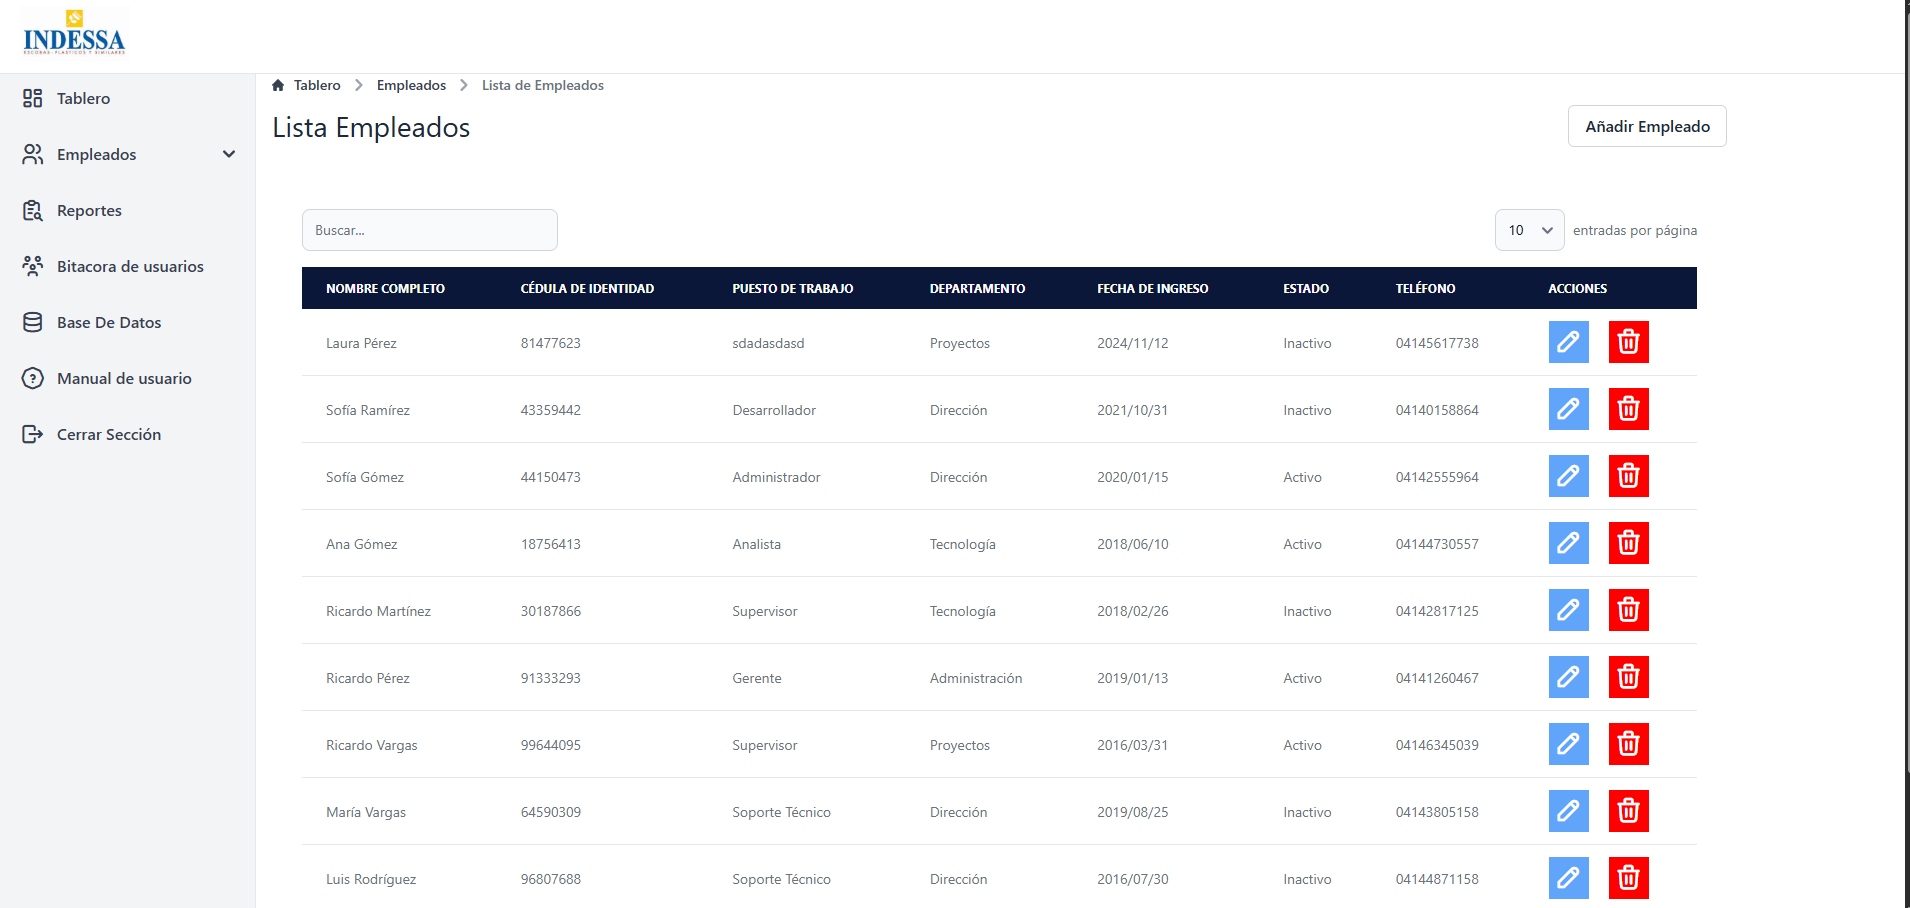 INDESSA
ESCOBAS - PLASTICOS Y SIMILARES
Tablero
Empleados
Reportes
Bitacora de usuarios
Base De Datos
Manual de usuario
Cerrar Sección
Tablero > Empleados > Lista de Empleados
Lista Empleados
Añadir Empleado
Buscar...
10 entradas por página
NOMBRE COMPLETO CÉDULA DE IDENTIDAD PUESTO DE TRABAJO DEPARTAMENTO FECHA DE INGRESO ESTADO TELÉFONO ACCIONES
Laura Pérez 81477623 sdadasdasd Proyectos 2024/11/12 Inactivo 04145617738
Sofía Ramírez 43359442 Desarrollador Dirección 2021/10/31 Inactivo 04140158864
Sofía Gómez 44150473 Administrador Dirección 2020/01/15 Activo 04142555964
Ana Gómez 18756413 Analista Tecnología 2018/06/10 Activo 04144730557
Ricardo Martínez 30187866 Supervisor Tecnología 2018/02/26 Inactivo 04142817125
Ricardo Pérez 91333293 Gerente Administración 2019/01/13 Activo 04141260467
Ricardo Vargas 99644095 Supervisor Proyectos 2016/03/31 Activo 04146345039
María Vargas 64590309 Soporte Técnico Dirección 2019/08/25 Inactivo 04143805158
Luis Rodríguez 96807688 Soporte Técnico Dirección 2016/07/30 Inactivo 04144871158